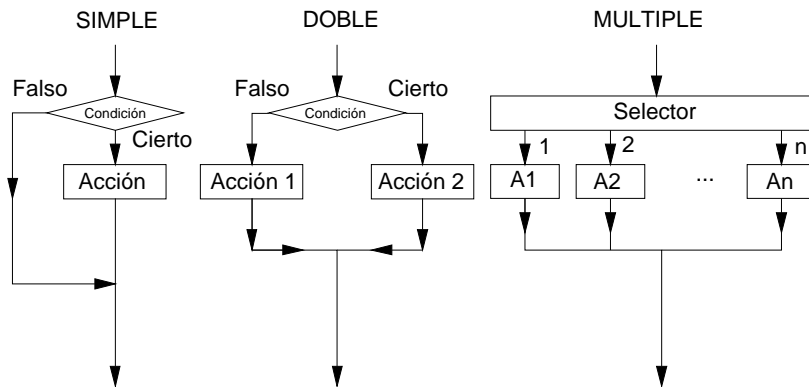 SIMPLE
DOBLE
MULTIPLE
Falso
Condición
Cierto
Acción
Falso
Cierto
Condición
Acción 1
Acción 2
Selector
1
2
n
A1
A2
...
An